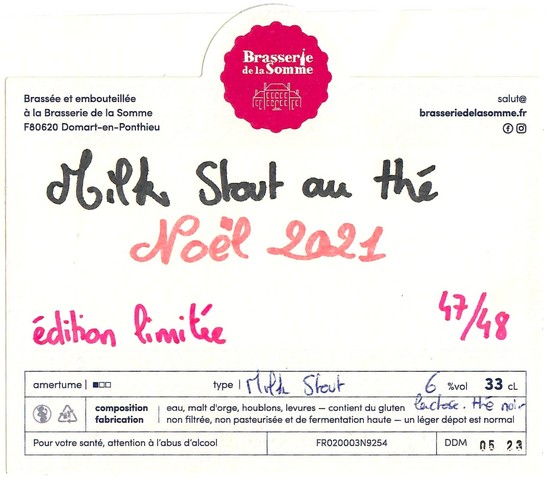 Brasserie
de la Somme
Brassée et embouteillée
à la Brasserie de la Somme
F80620 Domart-en-Ponthieu
salut@
brasseriedelasomme.fr
Milk Stout au thé
Noël 2021
édition limitée
47/48
amertume | type | Milk Stout 6 %vol 33 cL
composition eau, malt d'orge, houblons, levures — contient du gluten lactose. thé noir
fabrication non filtrée, non pasteurisée et de fermentation haute — un léger dépot est normal
Pour votre santé, attention à l'abus d'alcool FR020003N9254 DDM 05 23